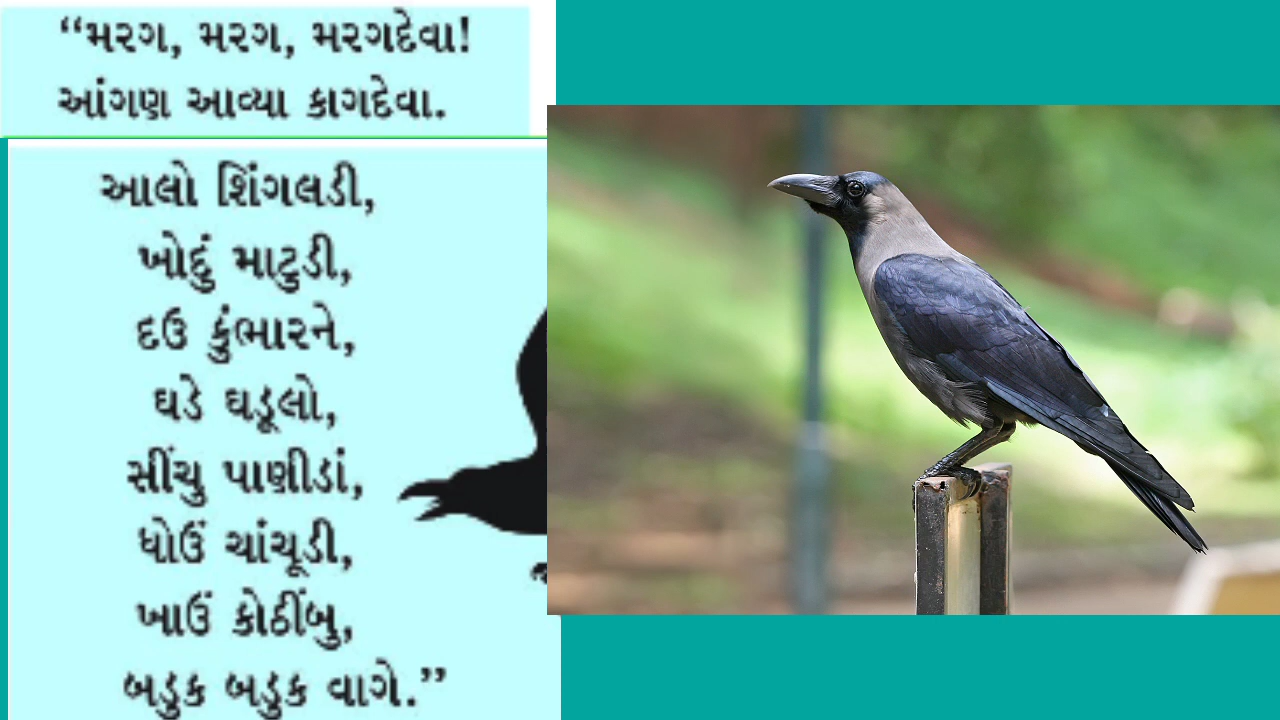 “મરગ, મરગ, મરગદેવા!
આંગણ આવ્યા કાગદેવા.
આલો શિંગલડી,
ખોદું માટુડી,
દઉ કુંભારને,
ઘડે ઘડૂલો,
સીંચુ પાણીડાં,
ધોઉં ચાંચૂડી,
ખાઉં કોઠીંબુ,
બડુક બડુક વાગે.”